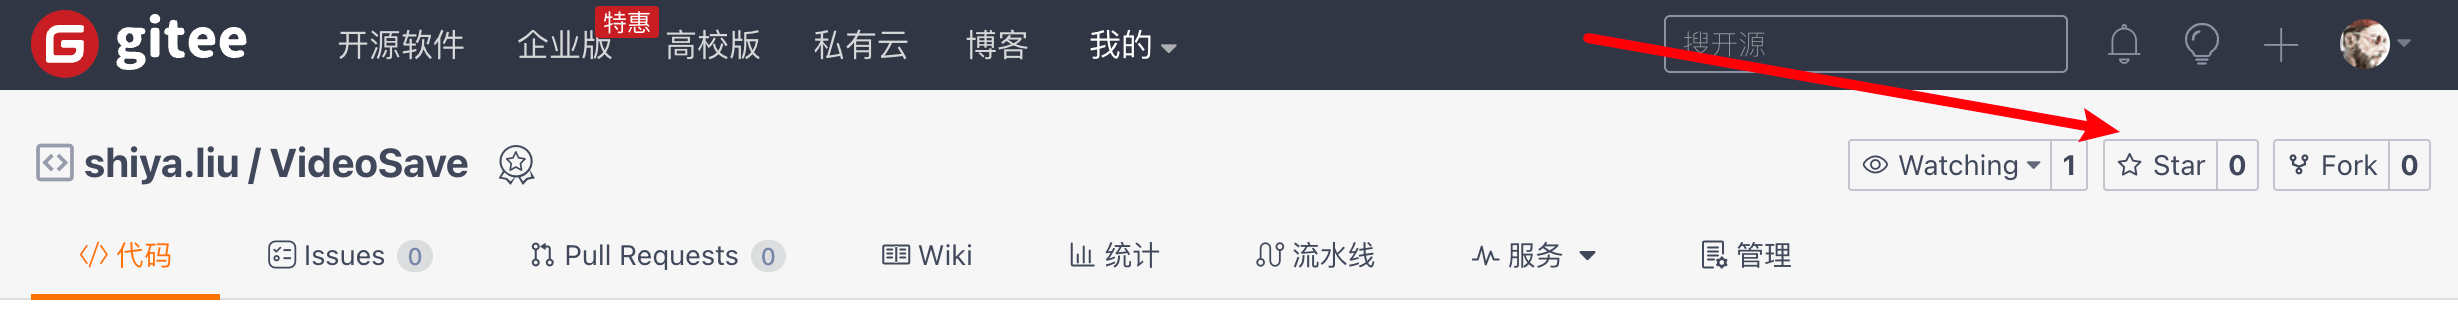 gitee 开源软件 企业版 特惠 高校版 私有云 博客 我的 搜开源
shiya.liu / VideoSave Watching 1 Star 0 Fork 0
代码 Issues 0 Pull Requests 0 Wiki 统计 流水线 服务 管理